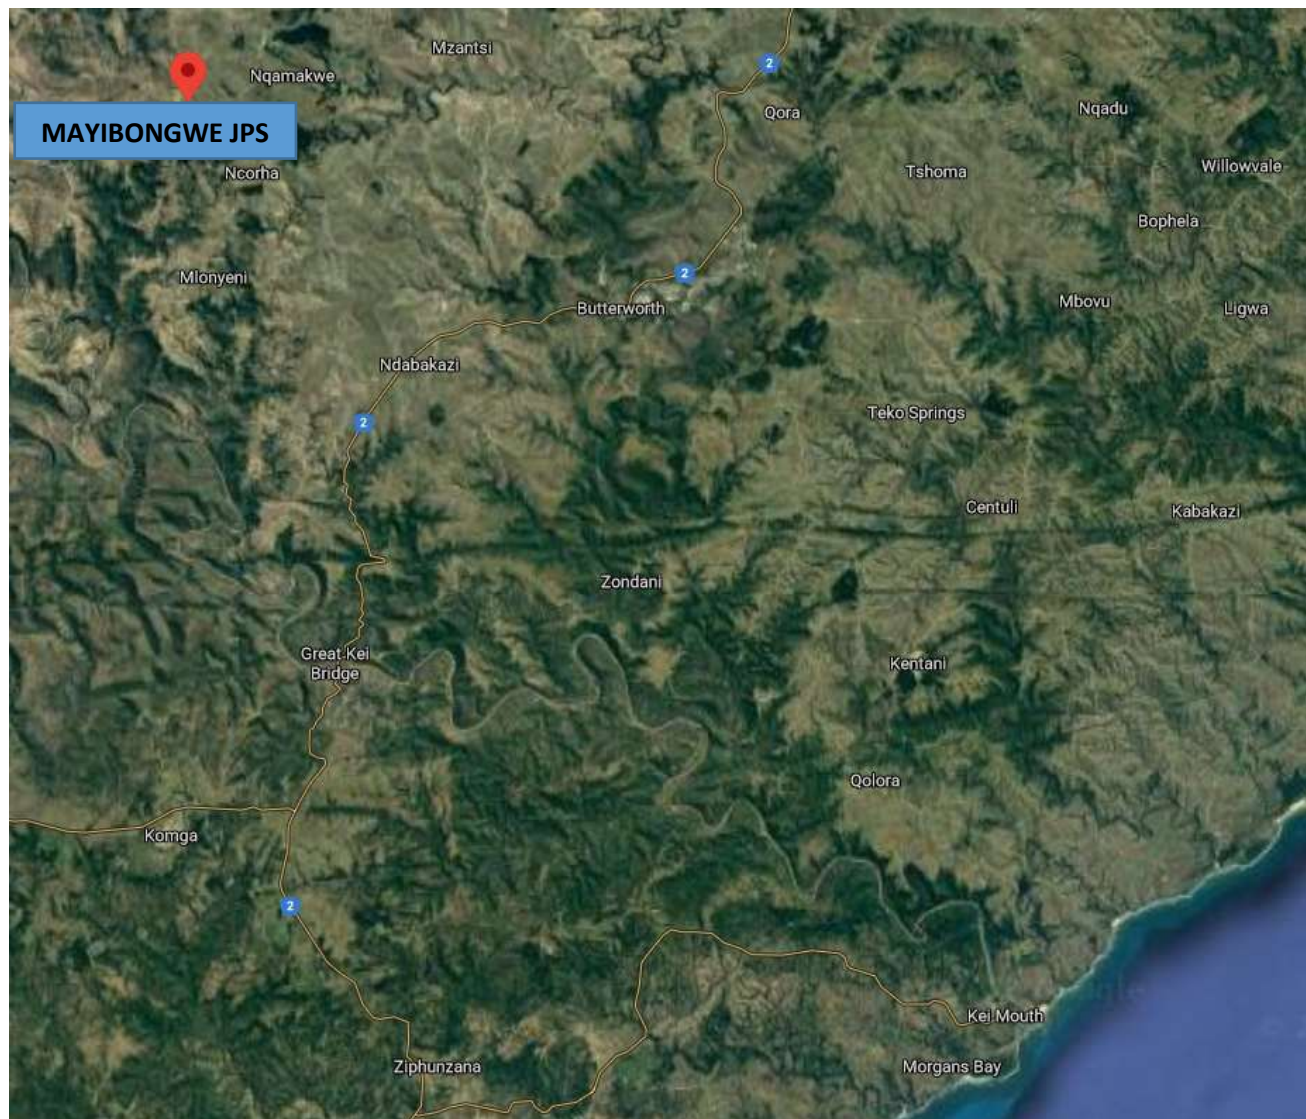 Mzantsi
2
Nqamakwe
MAYIBONGWE JPS
Qora
Nqadu
Ncorha
Tshoma
Willowvale
Bophela
Mlonyeni
2
Butterworth
Mbovu
Ligwa
Ndabakazi
2
Teko Springs
Centuli
Kabakazi
Zondani
Great Kei
Bridge
Kentani
Qolora
Komga
2
Kei Mouth
Ziphunzana
Morgans Bay